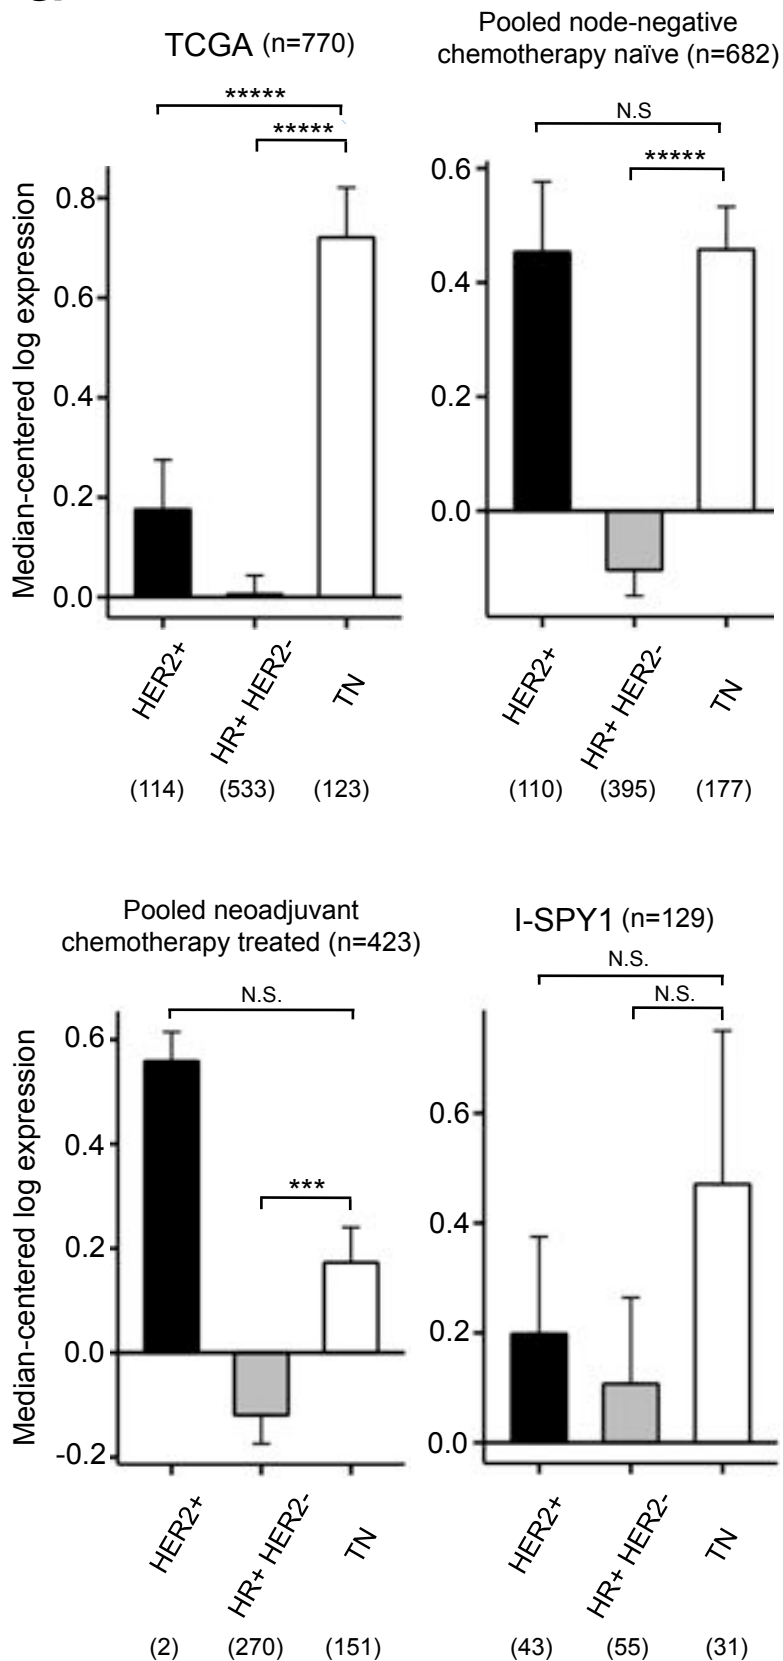 TCGA (n=770)
*****
*****
Median-centered log expression
0.8
0.6
0.4
0.2
0.0
HER2+
HR+ HER2-
TN
(114) (533) (123)
Pooled node-negative
chemotherapy naïve (n=682)
N.S
*****
0.6
0.4
0.2
0.0
HER2+
HR+ HER2-
TN
(110) (395) (177)
Pooled neoadjuvant
chemotherapy treated (n=423)
N.S.
***
Median-centered log expression
0.6
0.4
0.2
0.0
-0.2
HER2+
HR+ HER2-
TN
(2) (270) (151)
I-SPY1 (n=129)
N.S.
N.S.
0.6
0.4
0.2
0.0
HER2+
HR+ HER2-
TN
(43) (55) (31)